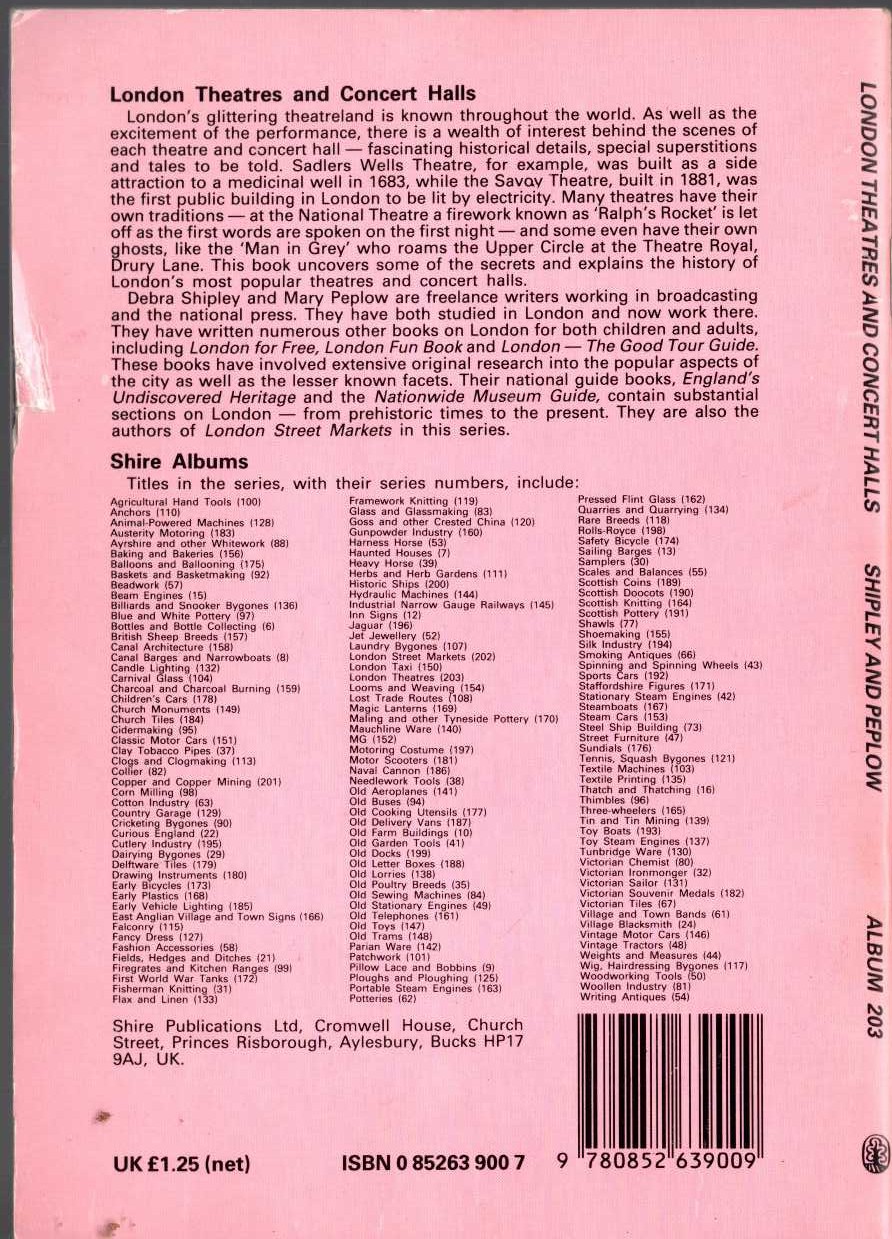 London Theatres and Concert Halls
London's glittering theatreland is known throughout the world. As well as the
excitement of the performance, there is a wealth of interest behind the scenes of
each theatre and concert hall — fascinating historical details, special superstitions
and tales to be told. Sadlers Wells Theatre, for example, was built as a side
attraction to a medicinal well in 1683, while the Savoy Theatre, built in 1881, was
the first public building in London to be lit by electricity. Many theatres have their
own traditions — at the National Theatre a firework known as 'Ralph's Rocket' is let
off as the first words are spoken on the first night — and some even have their own
ghosts, like the 'Man in Grey' who roams the Upper Circle at the Theatre Royal,
Drury Lane. This book uncovers some of the secrets and explains the history of
London's most popular theatres and concert halls.
Debra Shipley and Mary Peplow are freelance writers working in broadcasting
and the national press. They have both studied in London and now work there.
They have written numerous other books on London for both children and adults,
including London for Free, London Fun Book and London — The Good Tour Guide.
These books have involved extensive original research into the popular aspects of
the city as well as the lesser known facets. Their national guide books, England's
Undiscovered Heritage and the Nationwide Museum Guide, contain substantial
sections on London — from prehistoric times to the present. They are also the
authors of London Street Markets in this series.
Shire Albums
Titles in the series, with their series numbers, include:
Agricultural Hand Tools (100)
Anchors (110)
Animal-Powered Machines (128)
Austerity Motoring (183)
Ayrshire and other Whitework (88)
Baking and Bakeries (156)
Balloons and Ballooning (175)
Baskets and Basketmaking (92)
Beadwork (57)
Beam Engines (15)
Billiards and Snooker Bygones (136)
Blue and White Pottery (97)
Bottles and Bottle Collecting (6)
British Sheep Breeds (157)
Canal Architecture (158)
Canal Barges and Narrowboats (8)
Candle Lighting (132)
Carnival Glass (104)
Charcoal and Charcoal Burning (159)
Children's Cars (178)
Church Monuments (149)
Church Tiles (184)
Cidermaking (95)
Classic Motor Cars (151)
Clay Tobacco Pipes (37)
Clogs and Clogmaking (113)
Collier (82)
Copper and Copper Mining (201)
Corn Milling (98)
Cotton Industry (63)
Country Garage (129)
Cricketing Bygones (90)
Curious England (22)
Cutlery Industry (195)
Dairying Bygones (29)
Delftware Tiles (179)
Drawing Instruments (180)
Early Bicycles (173)
Early Plastics (168)
Early Vehicle Lighting (185)
East Anglian Village and Town Signs (166)
Falconry (115)
Fancy Dress (127)
Fashion Accessories (58)
Fields, Hedges and Ditches (21)
Firegrates and Kitchen Ranges (99)
First World War Tanks (172)
Fisherman Knitting (31)
Flax and Linen (133)
Framework Knitting (119)
Glass and Glassmaking (83)
Goss and other Crested China (120)
Gunpowder Industry (160)
Harness Horse (53)
Haunted Houses (7)
Heavy Horse (39)
Herbs and Herb Gardens (111)
Historic Ships (200)
Hydraulic Machines (144)
Industrial Narrow Gauge Railways (145)
Inn Signs (12)
Jaguar (196)
Jet Jewellery (52)
Laundry Bygones (107)
London Street Markets (202)
London Taxi (150)
London Theatres (203)
Looms and Weaving (154)
Lost Trade Routes (108)
Magic Lanterns (169)
Maling and other Tyneside Pottery (170)
Mauchline Ware (140)
MG (152)
Motoring Costume (197)
Motor Scooters (181)
Naval Cannon (186)
Needlework Tools (38)
Old Aeroplanes (141)
Old Buses (94)
Old Cooking Utensils (177)
Old Delivery Vans (187)
Old Farm Buildings (10)
Old Garden Tools (41)
Old Docks (199)
Old Letter Boxes (188)
Old Lorries (138)
Old Poultry Breeds (35)
Old Sewing Machines (84)
Old Stationary Engines (49)
Old Telephones (161)
Old Toys (147)
Old Trams (148)
Parian Ware (142)
Patchwork (101)
Pillow Lace and Bobbins (9)
Ploughs and Ploughing (125)
Portable Steam Engines (163)
Potteries (62)
Pressed Flint Glass (162)
Quarries and Quarrying (134)
Rare Breeds (118)
Rolls-Royce (198)
Safety Bicycle (174)
Sailing Barges (13)
Samplers (30)
Scales and Balances (55)
Scottish Coins (189)
Scottish Doocots (190)
Scottish Knitting (164)
Scottish Pottery (191)
Shawls (77)
Shoemaking (155)
Silk Industry (194)
Smoking Antiques (66)
Spinning and Spinning Wheels (43)
Sports Cars (192)
Staffordshire Figures (171)
Stationary Steam Engines (42)
Steamboats (167)
Steam Cars (153)
Steel Ship Building (73)
Street Furniture (47)
Sundials (176)
Tennis, Squash Bygones (121)
Textile Machines (103)
Textile Printing (135)
Thatch and Thatching (16)
Thimbles (96)
Three-wheelers (165)
Tin and Tin Mining (139)
Toy Boats (193)
Toy Steam Engines (137)
Tunbridge Ware (130)
Victorian Chemist (80)
Victorian Ironmonger (32)
Victorian Sailor (131)
Victorian Souvenir Medals (182)
Victorian Tiles (67)
Village and Town Bands (61)
Village Blacksmith (24)
Vintage Motor Cars (146)
Vintage Tractors (48)
Weights and Measures (44)
Wig, Hairdressing Bygones (117)
Woodworking Tools (50)
Woollen Industry (81)
Writing Antiques (54)
Shire Publications Ltd, Cromwell House, Church
Street, Princes Risborough, Aylesbury, Bucks HP17
9AJ, UK.
UK £1.25 (net)
ISBN 0 85263 900 7
9 780852 639009
LONDON THEATRES AND CONCERT HALLS
SHIPLEY AND PEPLOW
ALBUM 203